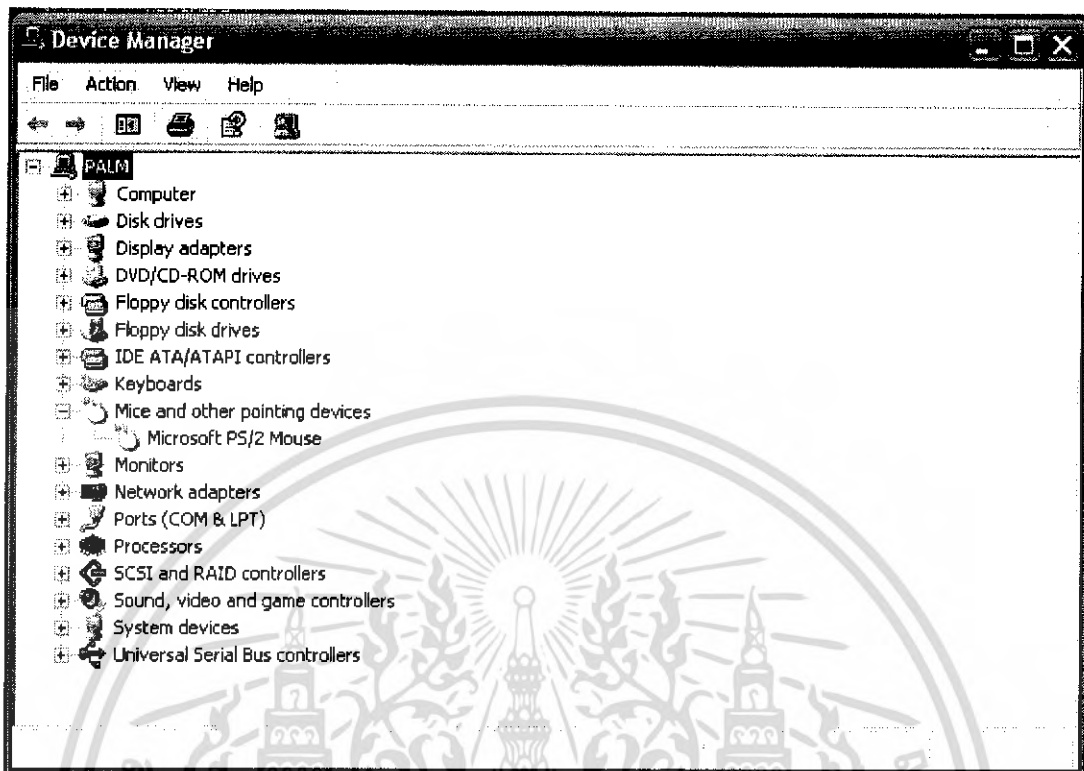 Device Manager
File Action View Help
PALM
Computer
Disk drives
Display adapters
DVD/CD-ROM drives
Floppy disk controllers
Floppy disk drives
IDE ATA/ATAPI controllers
Keyboards
Mice and other pointing devices
Microsoft PS/2 Mouse
Monitors
Network adapters
Ports (COM & LPT)
Processors
SCSI and RAID controllers
Sound, video and game controllers
System devices
Universal Serial Bus controllers